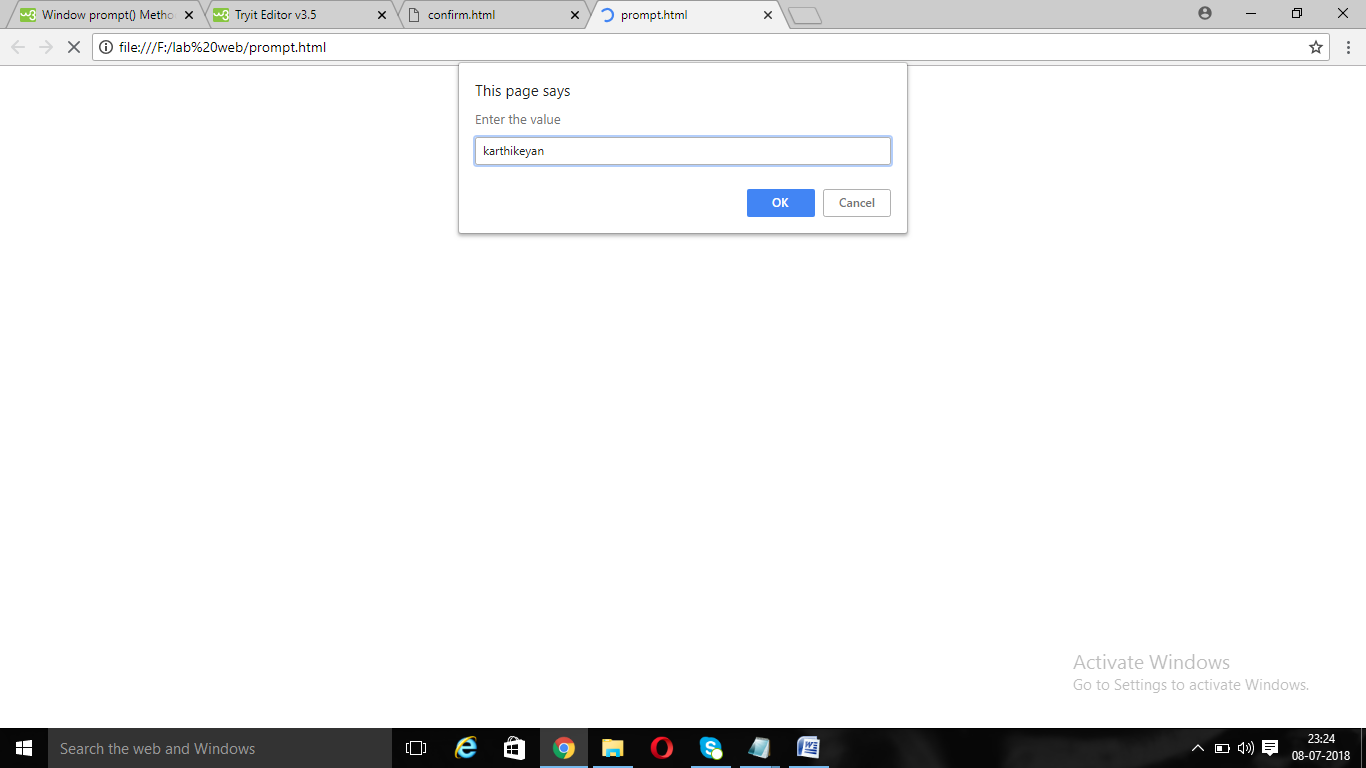 Window prompt() Metho
Tryit Editor v3.5
confirm.html
prompt.html
file:///F:/lab%20web/prompt.html
This page says
Enter the value
karthikeyan
OK
Cancel
Activate Windows
Go to Settings to activate Windows.
Search the web and Windows
23:24
08-07-2018